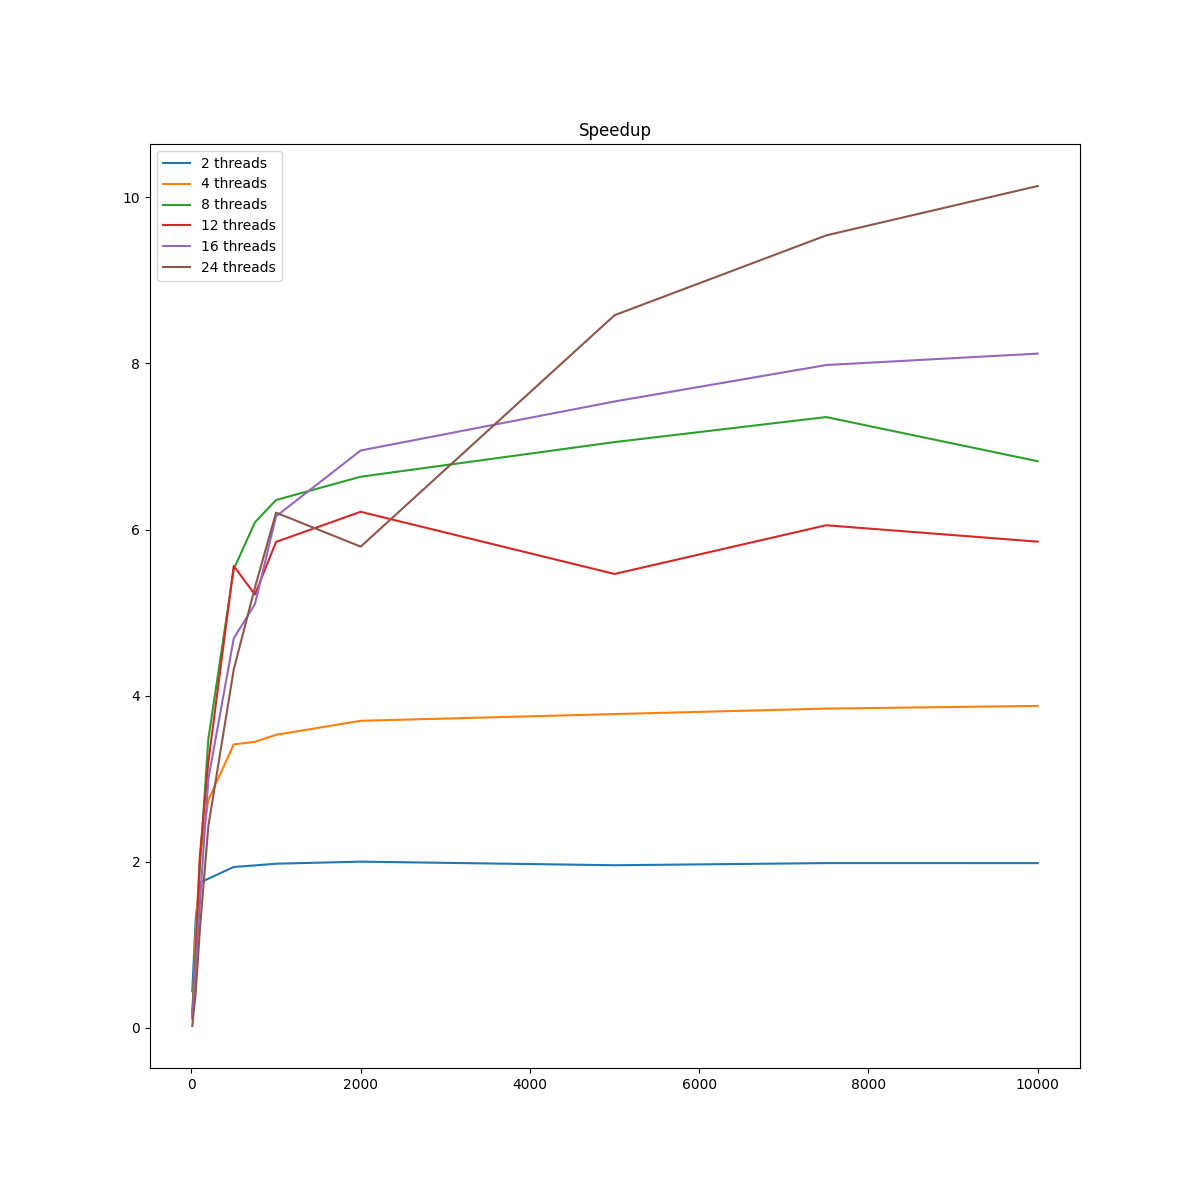 Speedup
2 threads
4 threads
8 threads
12 threads
16 threads
24 threads
10
8
6
4
2
0
0 2000 4000 6000 8000 10000